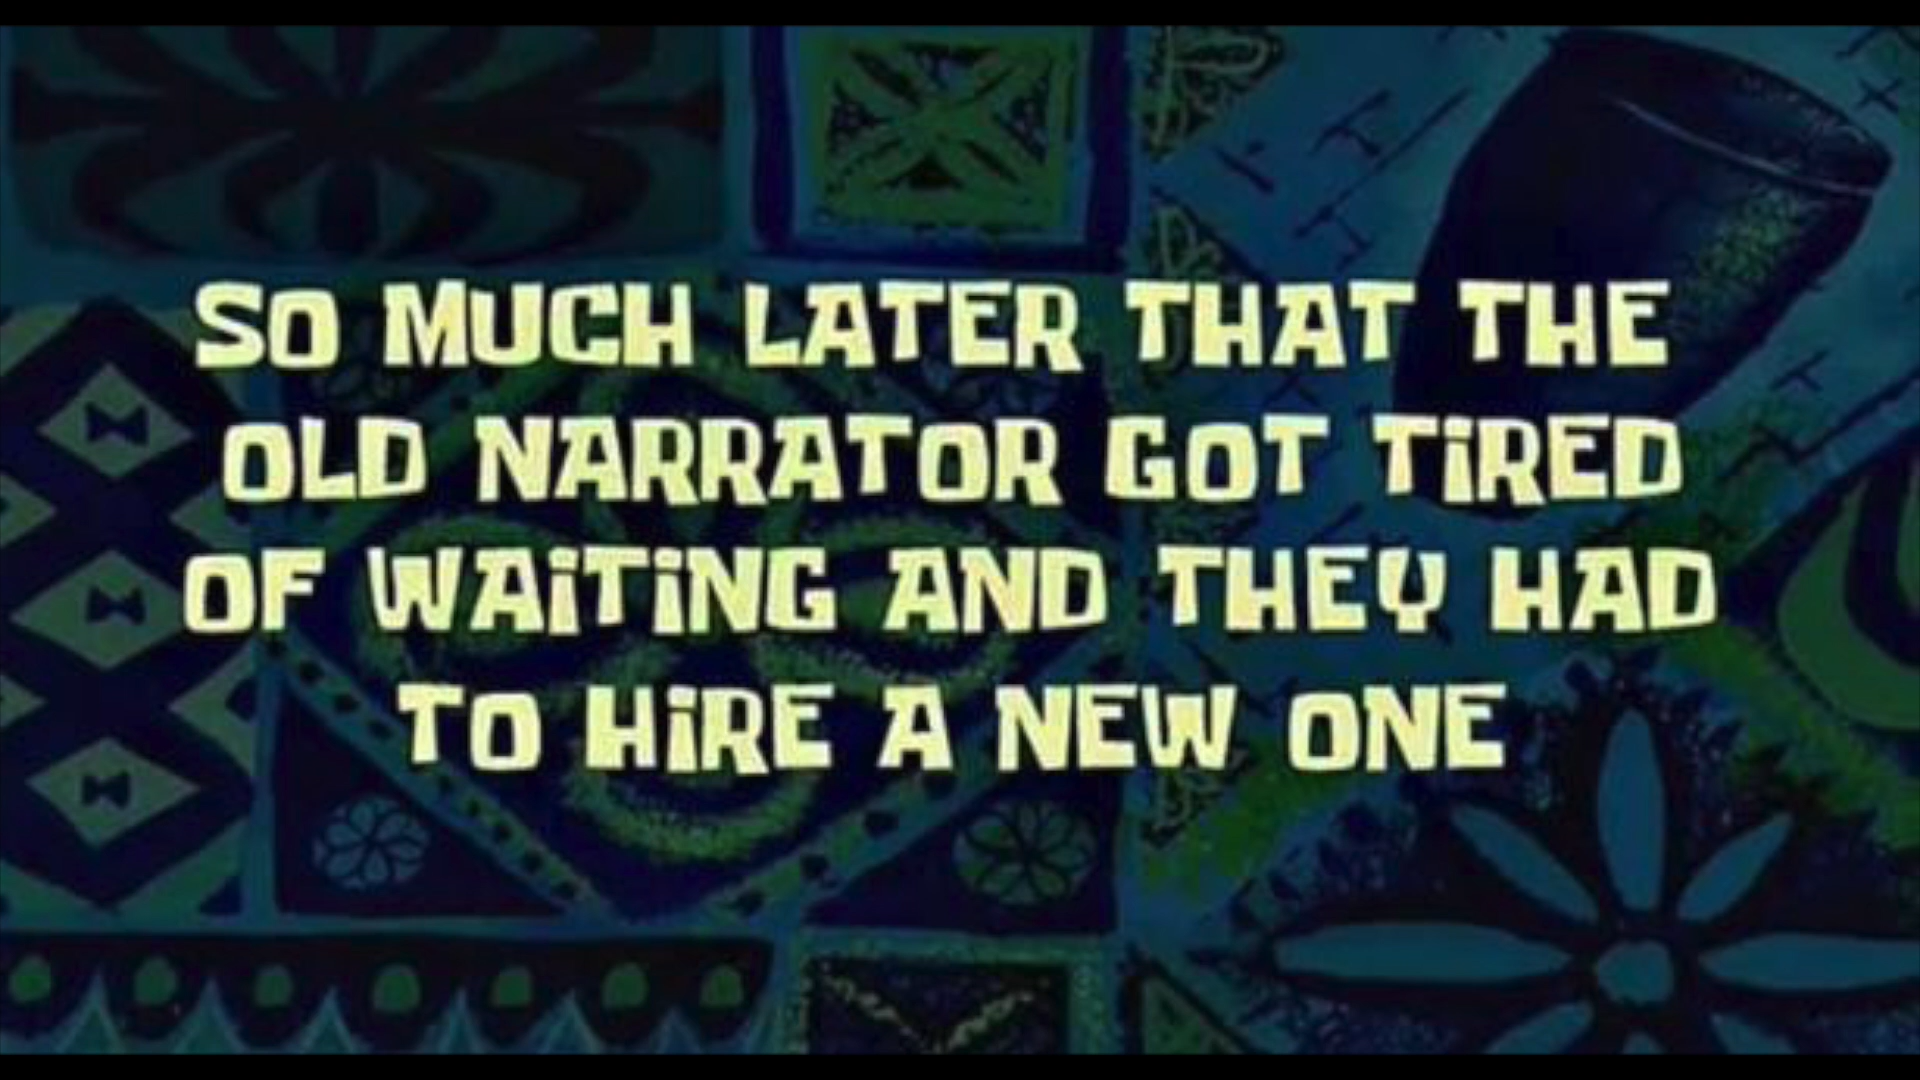 SO MUCH LATER THAT THE
OLD NARRATOR GOT TiRED
OF WAiTiNG AND THEY HAD
TO HiRE A NEW ONE